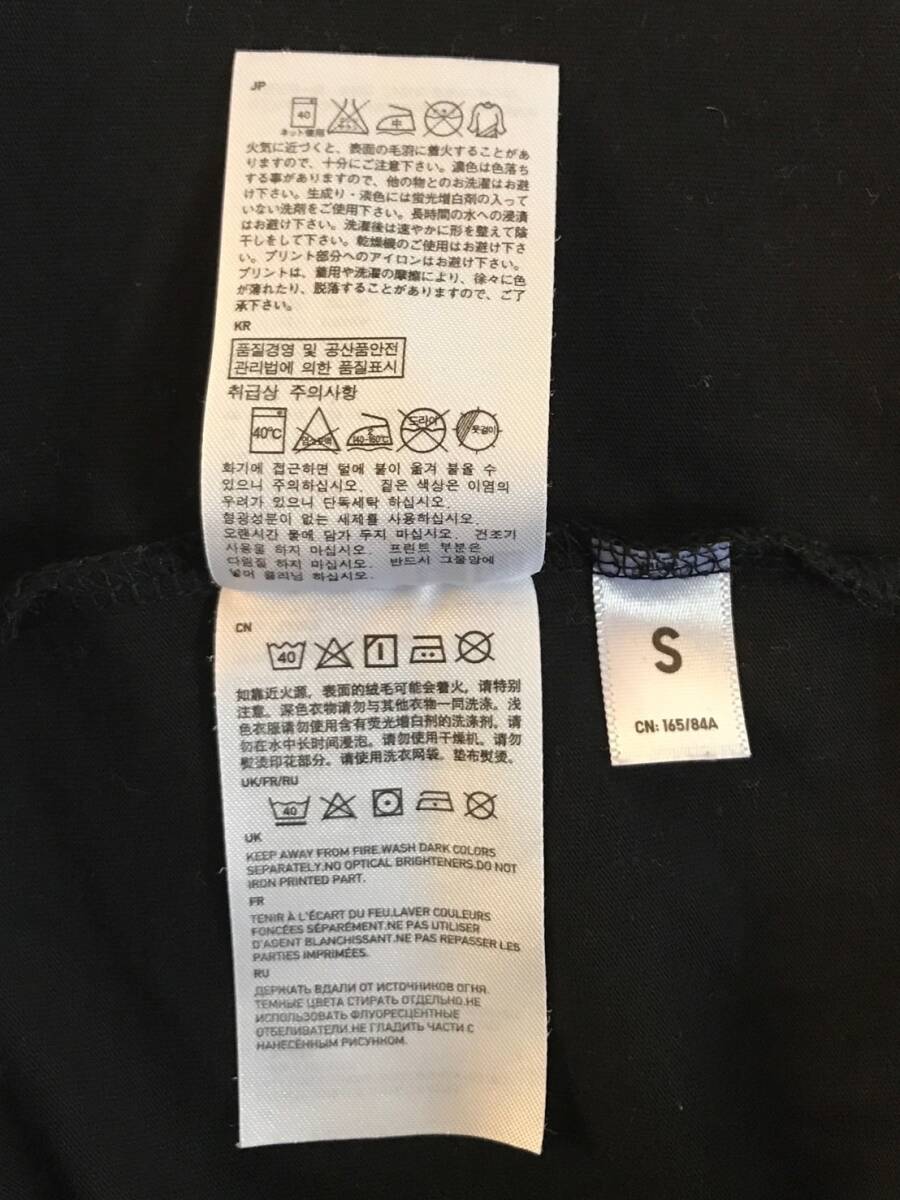 JP
40
ネット使用
中
火気に近づくと、表面の毛羽に着火することがあ
りますので、十分にご注意下さい。濃色は色落ち
する事がありますので、他の物とのお洗濯はお避
け下さい。生成り・淡色には蛍光増白剤の入って
いない洗剤をご使用下さい。長時間の水への浸漬
はお避け下さい。洗濯後は速やかに形を整えて陰
干しをして下さい。乾燥機のご使用はお避け下さ
い。プリント部分へのアイロンはお避け下さい。
プリントは、着用や洗濯の摩擦により、徐々に色
が薄れたり、脱落することがありますので、ご了
承下さい。
KR
품질경영 및 공산품안전
관리법에 의한 품질표시
취급상 주의사항
40℃
염소표백
2
140~160℃
드라이
옷걸이
화기에 접근하면 털에 불이 옮겨 붙을 수
있으니 주의하십시오. 짙은 색상은 이염의
우려가 있으니 단독세탁 하십시오.
형광성분이 없는 세제를 사용하십시오.
오랜시간 물에 담가 두지 마십시오. 건조기
사용을 하지 마십시오. 프린트 부분은
다림질 하지 마십시오. 반드시 그물망에
넣어 클리닝 하십시오.
CN
40
如靠近火源，表面的绒毛可能会着火，请特别
注意。深色衣物请勿与其他衣物一同洗涤。浅
色衣服请勿使用含有荧光增白剂的洗涤剂。请
勿在水中长时间浸泡。请勿使用干燥机。请勿
熨烫印花部分。请使用洗衣网袋。垫布熨烫。
UK/FR/RU
40
UK
KEEP AWAY FROM FIRE.WASH DARK COLORS
SEPARATELY.NO OPTICAL BRIGHTENERS.DO NOT
IRON PRINTED PART.
FR
TENIR À L'ÉCART DU FEU.LAVER COULEURS
FONCÉES SÉPARÉMENT.NE PAS UTILISER
D'AGENT BLANCHISSANT.NE PAS REPASSER LES
PARTIES IMPRIMÉES.
RU
ДЕРЖАТЬ ВДАЛИ ОТ ИСТОЧНИКОВ ОГНЯ.
ТЕМНЫЕ ЦВЕТА СТИРАТЬ ОТДЕЛЬНО.НЕ
ИСПОЛЬЗОВАТЬ ФЛУОРЕСЦЕНТНЫЕ
ОТБЕЛИВАТЕЛИ.НЕ ГЛАДИТЬ ЧАСТИ С
НАНЕСЁННЫМ РИСУНКОМ.
S
CN: 165/84A